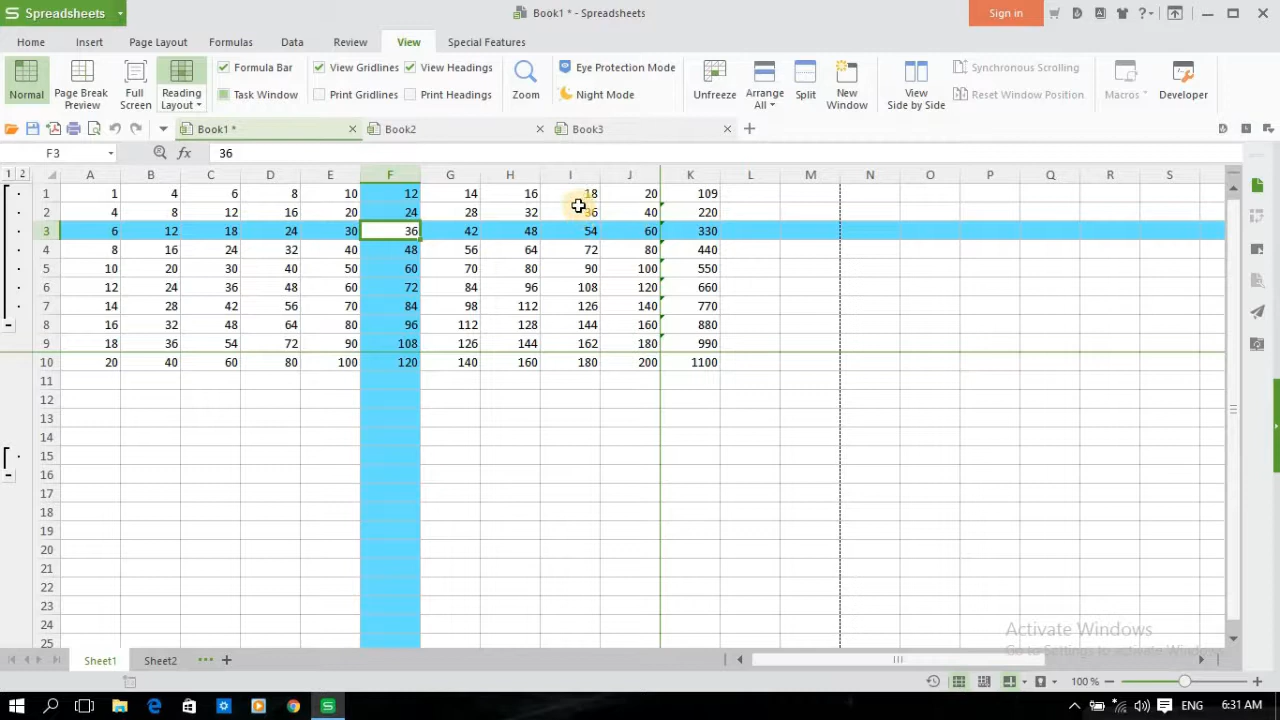 Spreadsheets
Book1 * - Spreadsheets
Sign in
Home Insert Page Layout Formulas Data Review View Special Features
Formula Bar View Gridlines View Headings Eye Protection Mode Synchronous Scrolling
Task Window Print Gridlines Print Headings Night Mode Reset Window Position
Normal Page Break Preview Full Screen Reading Layout Zoom Unfreeze Arrange All Split New Window View Side by Side Macros Developer
Book1 * Book2 Book3
F3 fx 36
1 2 A B C D E F G H I J K L M N O P Q R S
1 1 4 6 8 10 12 14 16 18 20 109
2 4 8 12 16 20 24 28 32 36 40 220
3 6 12 18 24 30 36 42 48 54 60 330
4 8 16 24 32 40 48 56 64 72 80 440
5 10 20 30 40 50 60 70 80 90 100 550
6 12 24 36 48 60 72 84 96 108 120 660
7 14 28 42 56 70 84 98 112 126 140 770
8 16 32 48 64 80 96 112 128 144 160 880
9 18 36 54 72 90 108 126 144 162 180 990
10 20 40 60 80 100 120 140 160 180 200 1100
11
12
13
14
15
16
17
18
19
20
21
22
23
24
25
Activate Windows
Go to Settings to activate Windows.
Sheet1 Sheet2
100 %
ENG 6:31 AM